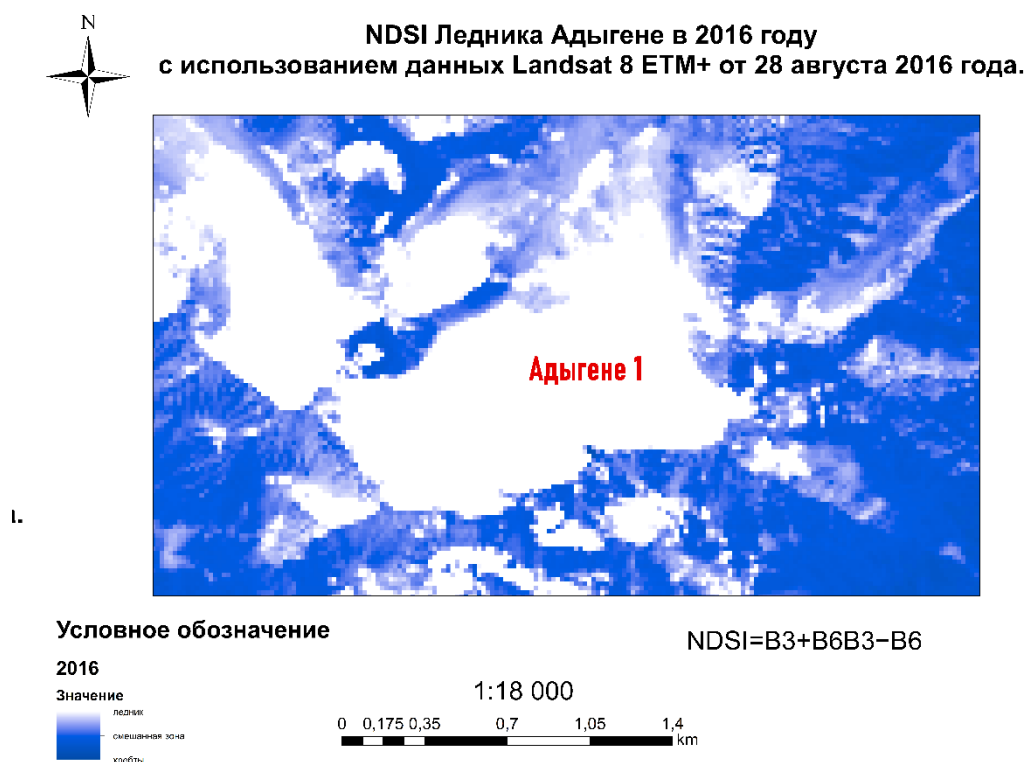 N
NDSI Ледника Адыгене в 2016 году
с использованием данных Landsat 8 ETM+ от 28 августа 2016 года.
Адыгене 1
Условное обозначение
2016
Значение
ледник
смешанная зона
NDSI=B3+B6B3−B6
1:18 000
0 0,175 0,35 0,7 1,05 1,4
km